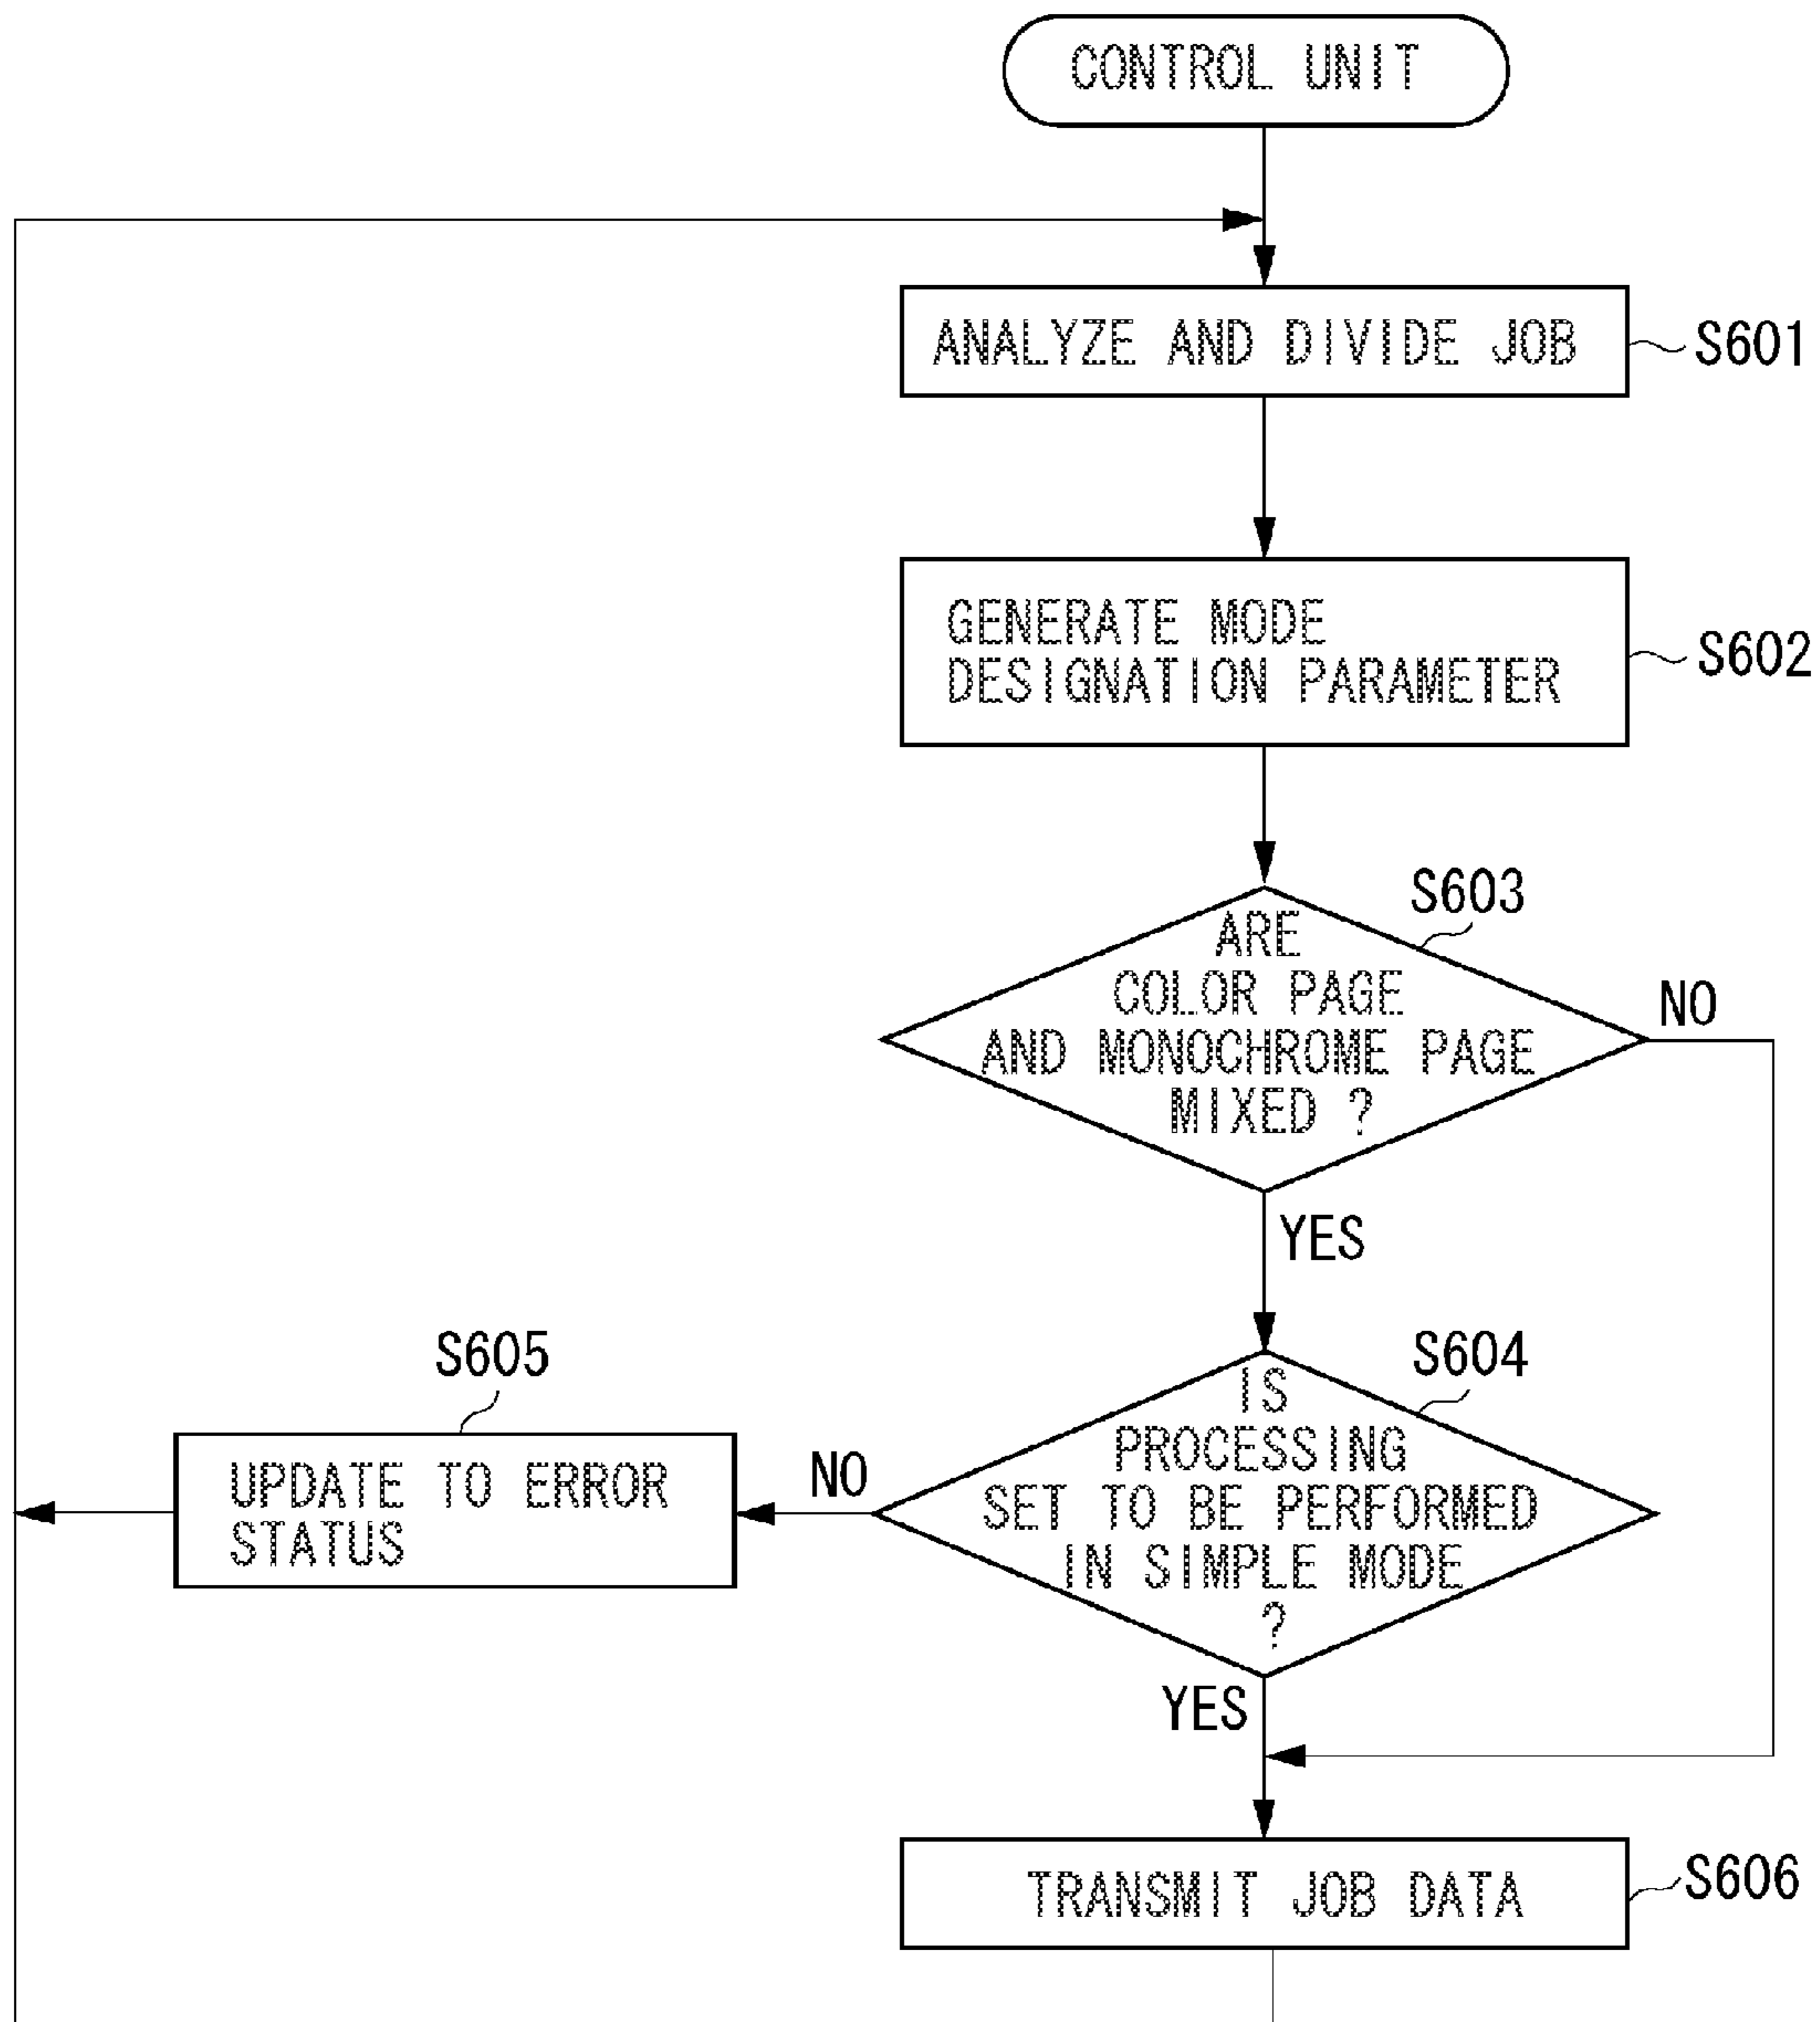 CONTROL UNIT
ANALYZE AND DIVIDE JOB
S601
GENERATE MODE
DESIGNATION PARAMETER
S602
S603
ARE
COLOR PAGE
AND MONOCHROME PAGE
MIXED ?
NO
YES
S604
IS
PROCESSING
SET TO BE PERFORMED
IN SIMPLE MODE
?
NO
S605
UPDATE TO ERROR
STATUS
YES
TRANSMIT JOB DATA
S606